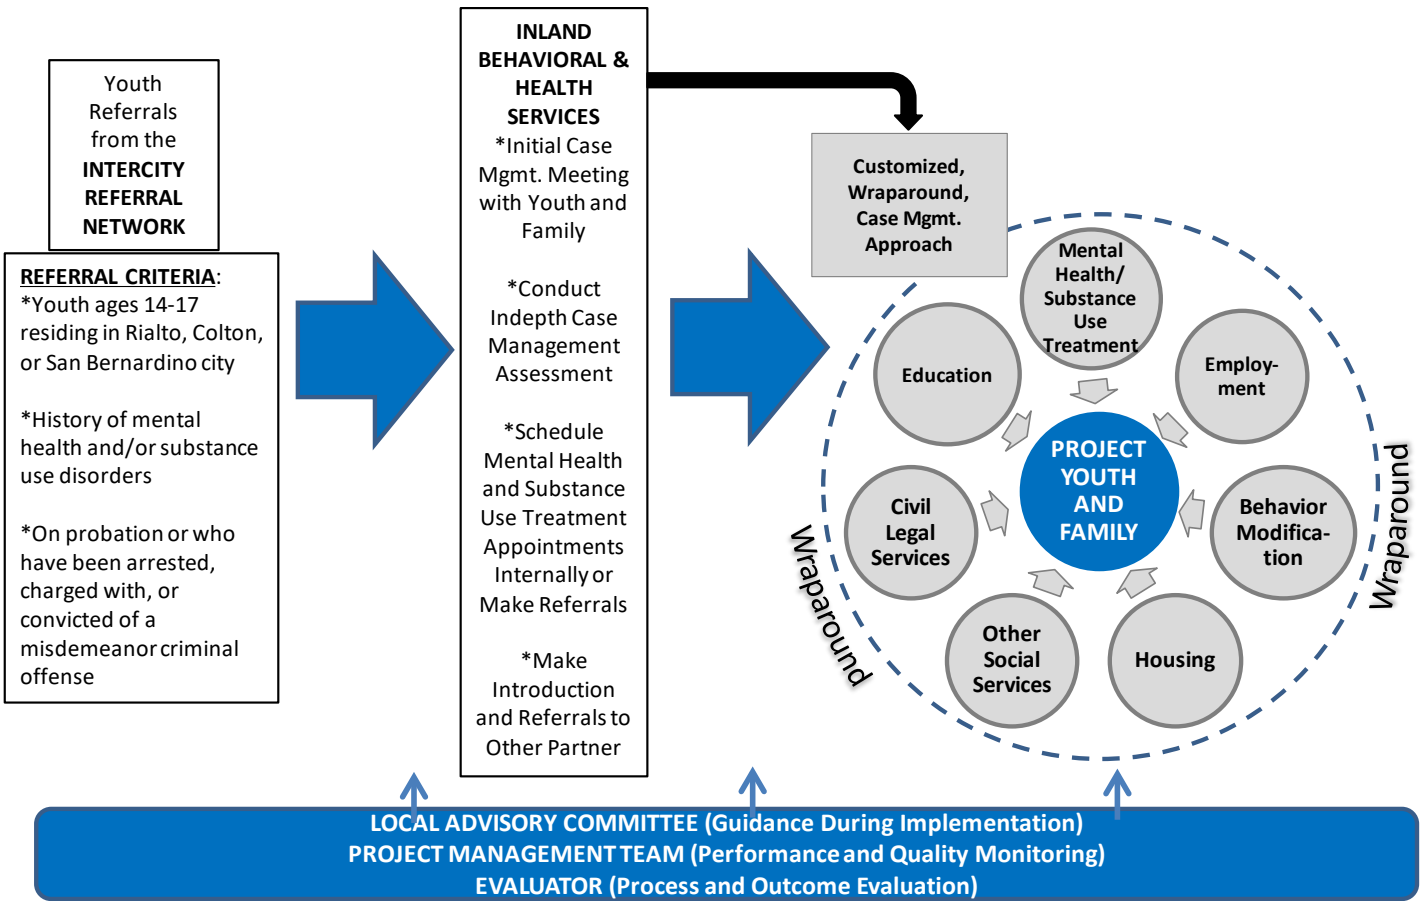 Youth
Referrals
from the
INTERCITY
REFERRAL
NETWORK
REFERRAL CRITERIA:
*Youth ages 14-17
residing in Rialto, Colton,
or San Bernardino city
*History of mental
health and/or substance
use disorders
*On probation or who
have been arrested,
charged with, or
convicted of a
misdemeanor criminal
offense
INLAND
BEHAVIORAL &
HEALTH
SERVICES
*Initial Case
Mgmt. Meeting
with Youth and
Family
*Conduct
Indepth Case
Management
Assessment
*Schedule
Mental Health
and Substance
Use Treatment
Appointments
Internally or
Make Referrals
*Make
Introduction
and Referrals to
Other Partner
Customized,
Wraparound,
Case Mgmt.
Approach
Mental
Health/
Substance
Use
Treatment
Employ-
ment
Behavior
Modifica-
tion
Housing
Other
Social
Services
Civil
Legal
Services
Education
PROJECT
YOUTH
AND
FAMILY
Wraparound
Wraparound
LOCAL ADVISORY COMMITTEE (Guidance During Implementation)
PROJECT MANAGEMENT TEAM (Performance and Quality Monitoring)
EVALUATOR (Process and Outcome Evaluation)